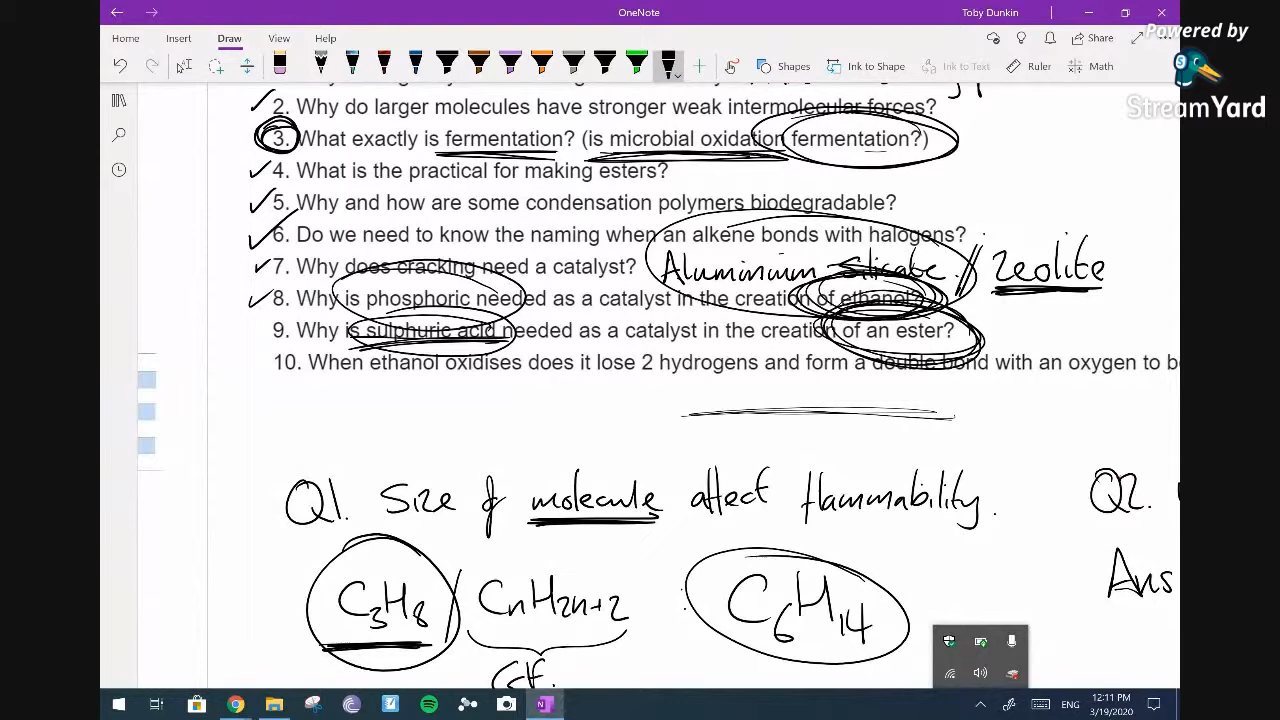 OneNote
Toby Dunkin
Powered by
StreamYard
Home Insert Draw View Help
Share
Shapes Ink to Shape Ink to Text Ruler Math
2. Why do larger molecules have stronger weak intermolecular forces?
3. What exactly is fermentation? (is microbial oxidation fermentation?)
4. What is the practical for making esters?
5. Why and how are some condensation polymers biodegradable?
6. Do we need to know the naming when an alkene bonds with halogens?
7. Why does cracking need a catalyst?
Aluminium Silicate // Zeolite
8. Why is phosphoric needed as a catalyst in the creation of ethanol?
9. Why is sulphuric acid needed as a catalyst in the creation of an ester?
10. When ethanol oxidises does it lose 2 hydrogens and form a double bond with an oxygen to be
Q1. Size of molecule affect flammability.
Q2.
C3H8 / CnH2n+2
C6H14
Ans
ENG
12:11 PM
3/19/2020